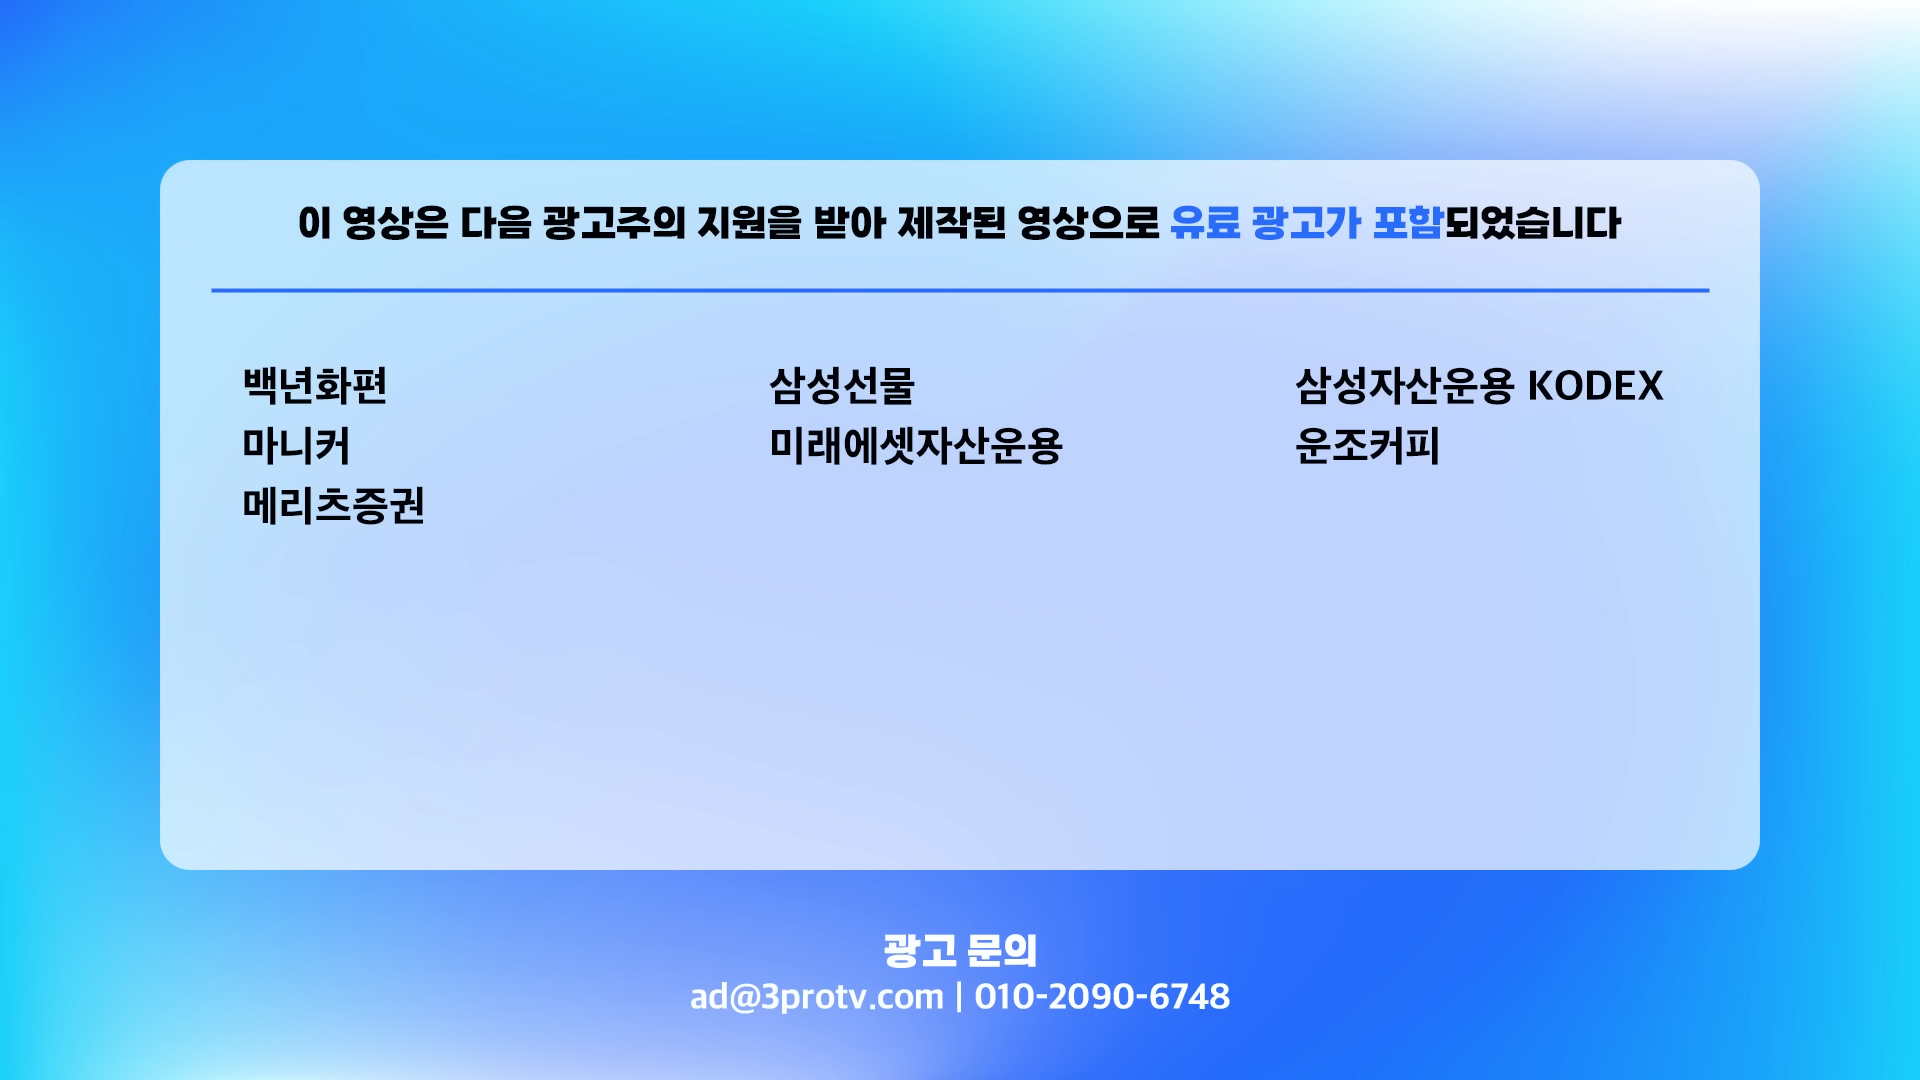 이 영상은 다음 광고주의 지원을 받아 제작된 영상으로 유료 광고가 포함되었습니다
백년화편
삼성선물
삼성자산운용 KODEX
마니커
미래에셋자산운용
운조커피
메리츠증권
광고 문의
ad@3protv.com | 010-2090-6748